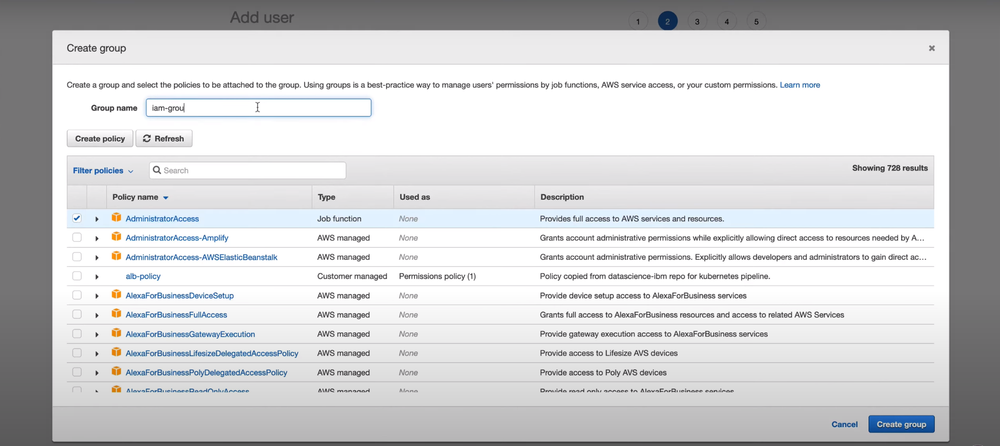 Add user
1 2 3 4 5
Create group
Create a group and select the policies to be attached to the group. Using groups is a best-practice way to manage users' permissions by job functions, AWS service access, or your custom permissions. Learn more
Group name iam-grou
Create policy Refresh
Filter policies Search Showing 728 results
Policy name Type Used as Description
AdministratorAccess Job function None Provides full access to AWS services and resources.
AdministratorAccess-Amplify AWS managed None Grants account administrative permissions while explicitly allowing direct access to resources needed by A...
AdministratorAccess-AWSElasticBeanstalk AWS managed None Grants account administrative permissions. Explicitly allows developers and administrators to gain direct ac...
alb-policy Customer managed Permissions policy (1) Policy copied from datascience-ibm repo for kubernetes pipeline.
AlexaForBusinessDeviceSetup AWS managed None Provide device setup access to AlexaForBusiness services
AlexaForBusinessFullAccess AWS managed None Grants full access to AlexaForBusiness resources and access to related AWS Services
AlexaForBusinessGatewayExecution AWS managed None Provide gateway execution access to AlexaForBusiness services
AlexaForBusinessLifesizeDelegatedAccessPolicy AWS managed None Provide access to Lifesize AVS devices
AlexaForBusinessPolyDelegatedAccessPolicy AWS managed None Provide access to Poly AVS devices
AlexaForBusinessReadOnlyAccess AWS managed None Provide read only access to AlexaForBusiness services
Cancel Create group